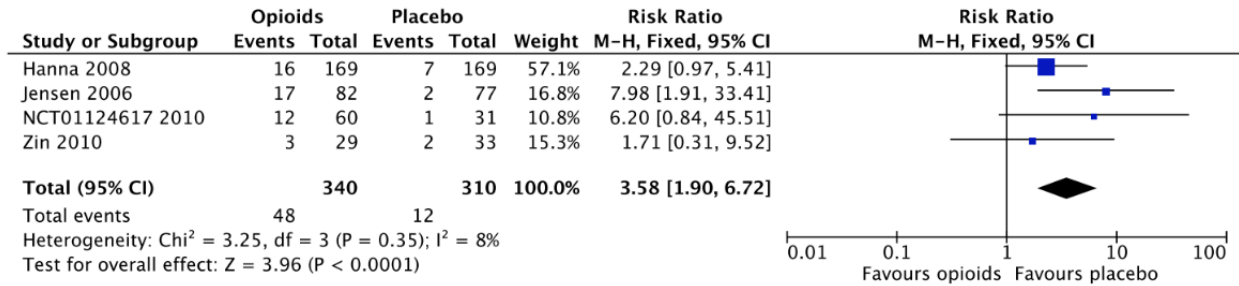 Opioids Placebo Risk Ratio Risk Ratio
Study or Subgroup Events Total Events Total Weight M-H, Fixed, 95% CI M-H, Fixed, 95% CI
Hanna 2008 16 169 7 169 57.1% 2.29 [0.97, 5.41]
Jensen 2006 17 82 2 77 16.8% 7.98 [1.91, 33.41]
NCT01124617 2010 12 60 1 31 10.8% 6.20 [0.84, 45.51]
Zin 2010 3 29 2 33 15.3% 1.71 [0.31, 9.52]
Total (95% CI) 340 310 100.0% 3.58 [1.90, 6.72]
Total events 48 12
Heterogeneity: Chi² = 3.25, df = 3 (P = 0.35); I² = 8%
Test for overall effect: Z = 3.96 (P < 0.0001)
0.01 0.1 1 10 100
Favours opioids Favours placebo